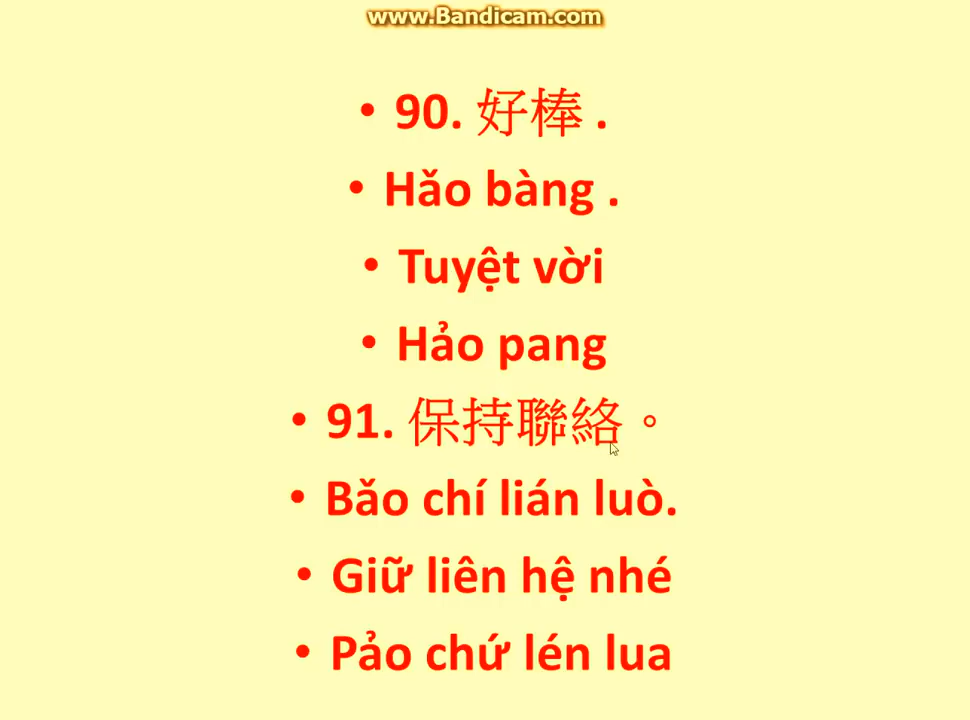 www.Bandicam.com
• 90. 好棒 .
• Hǎo bàng .
• Tuyệt vời
• Hảo pang
• 91. 保持聯絡。
• Bǎo chí lián luò.
• Giữ liên hệ nhé
• Pảo chứ lén lua